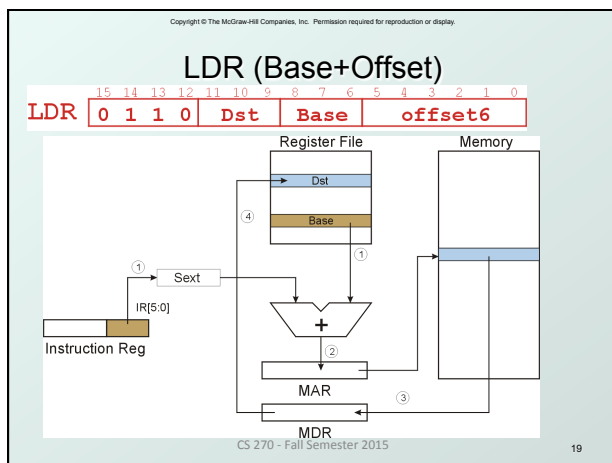 Copyright © The McGraw-Hill Companies, Inc. Permission required for reproduction or display.
LDR (Base+Offset)
15 14 13 12 11 10 9 8 7 6 5 4 3 2 1 0
LDR 0 1 1 0 Dst Base offset6
Register File Memory
Dst
④
Base
① ①
Sext
IR[5:0]
+
Instruction Reg
②
MAR
③
MDR
CS 270 - Fall Semester 2015
19